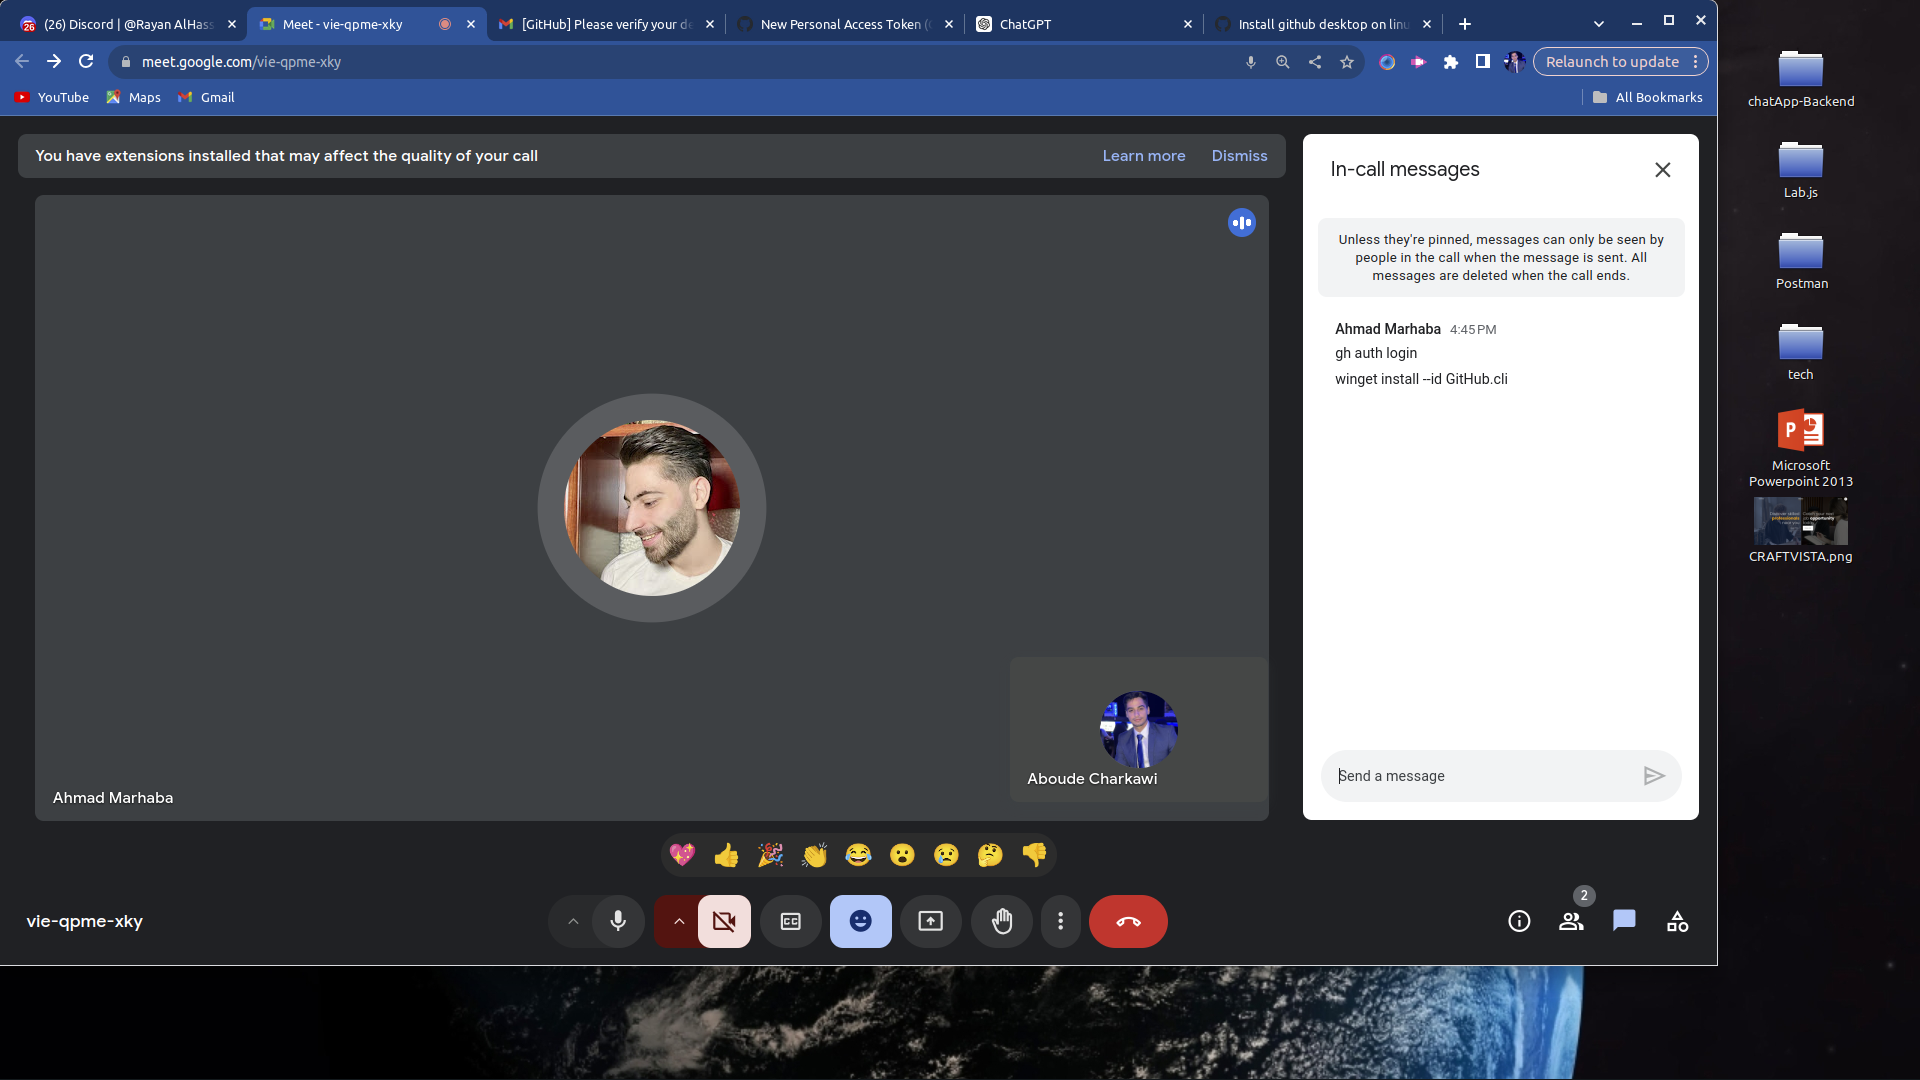 (26) Discord | @Rayan AlHass
Meet - vie-qpme-xky
[GitHub] Please verify your de
New Personal Access Token (
ChatGPT
Install github desktop on linu
meet.google.com/vie-qpme-xky
Relaunch to update
YouTube
Maps
Gmail
All Bookmarks
You have extensions installed that may affect the quality of your call
Learn more
Dismiss
In-call messages
Unless they're pinned, messages can only be seen by
people in the call when the message is sent. All
messages are deleted when the call ends.
Ahmad Marhaba 4:45 PM
gh auth login
winget install --id GitHub.cli
Send a message
Ahmad Marhaba
Aboude Charkawi
vie-qpme-xky
CC
2
chatApp-Backend
Lab.js
Postman
tech
P
Microsoft
Powerpoint 2013
CRAFTVISTA.png